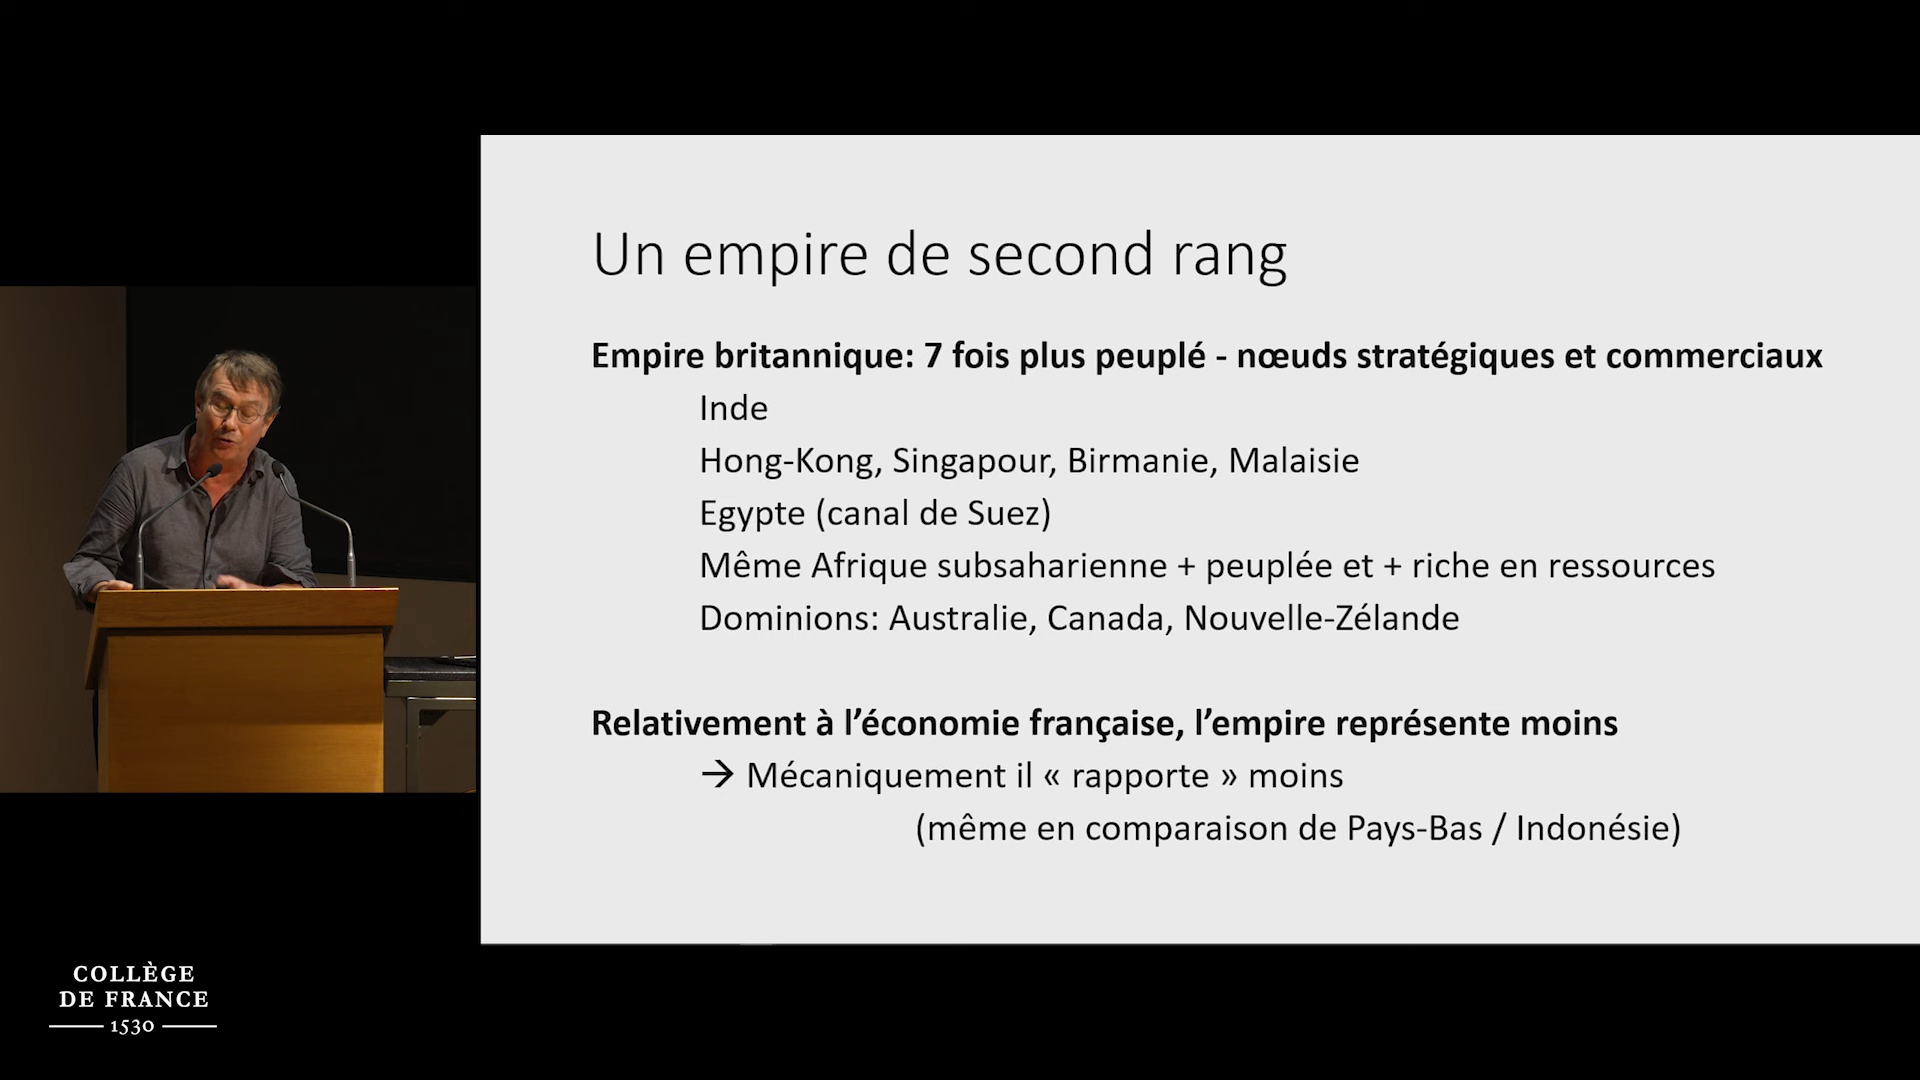 Un empire de second rang
Empire britannique: 7 fois plus peuplé - nœuds stratégiques et commerciaux
Inde
Hong-Kong, Singapour, Birmanie, Malaisie
Egypte (canal de Suez)
Même Afrique subsaharienne + peuplée et + riche en ressources
Dominions: Australie, Canada, Nouvelle-Zélande
Relativement à l’économie française, l’empire représente moins
→ Mécaniquement il « rapporte » moins
(même en comparaison de Pays-Bas / Indonésie)
COLLÈGE
DE FRANCE
1530